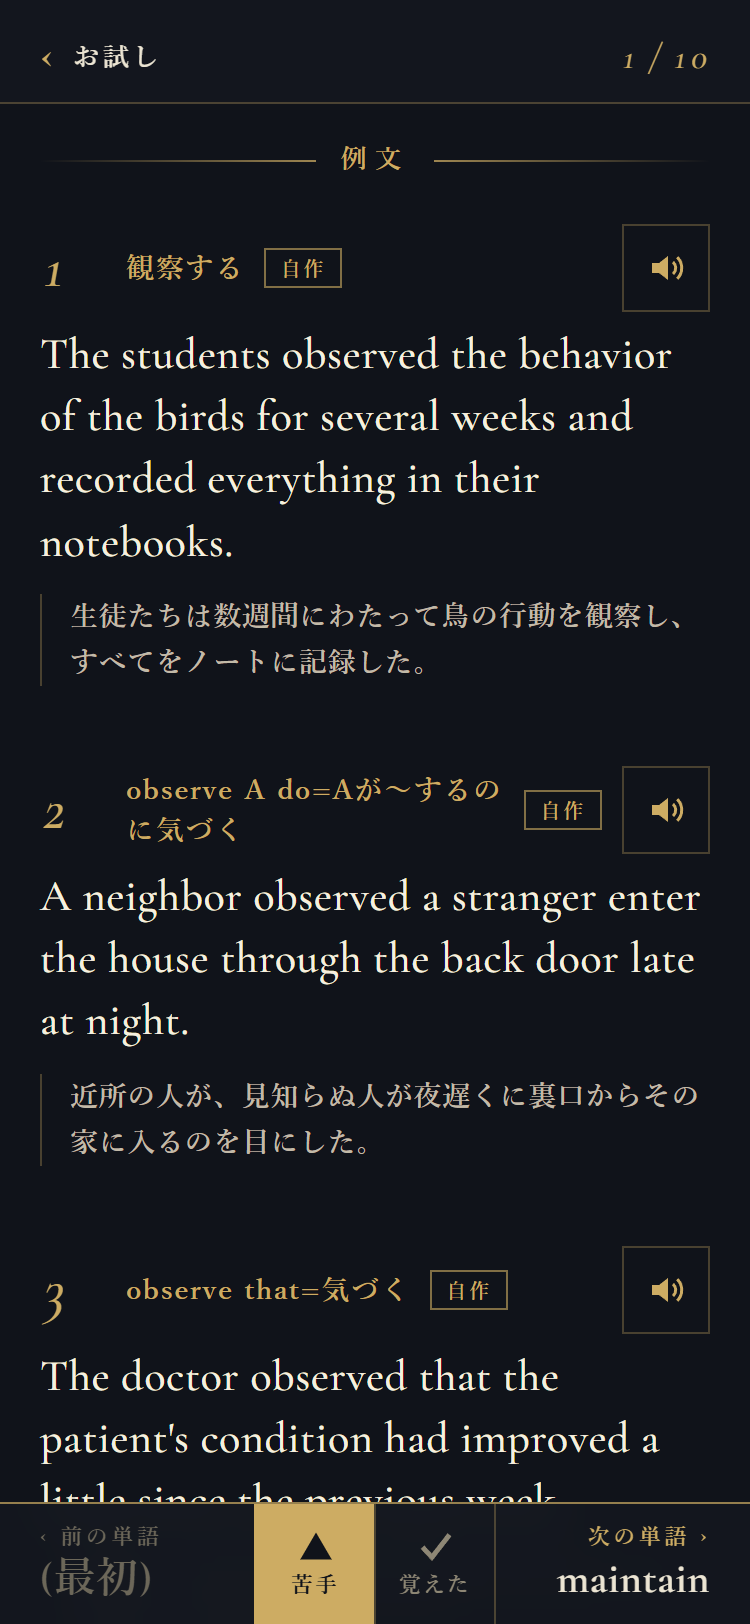 ‹ お試し
1 / 10
例文
1 観察する 自作
The students observed the behavior
of the birds for several weeks and
recorded everything in their
notebooks.
生徒たちは数週間にわたって鳥の行動を観察し、
すべてをノートに記録した。
2 observe A do=Aが〜するの
に気づく 自作
A neighbor observed a stranger enter
the house through the back door late
at night.
近所の人が、見知らぬ人が夜遅くに裏口からその
家に入るのを目にした。
3 observe that=気づく 自作
The doctor observed that the
patient's condition had improved a
little since the previous week
‹ 前の単語
(最初)
苦手
覚えた
次の単語 ›
maintain